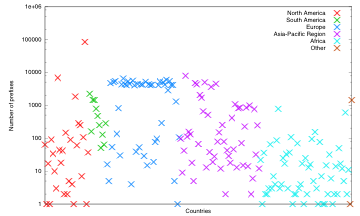 1e+06
North America
South America
Europe
Asia-Pacific Region
Africa
Other
100000
10000
1000
100
10
1
Number of prefixes
Countries